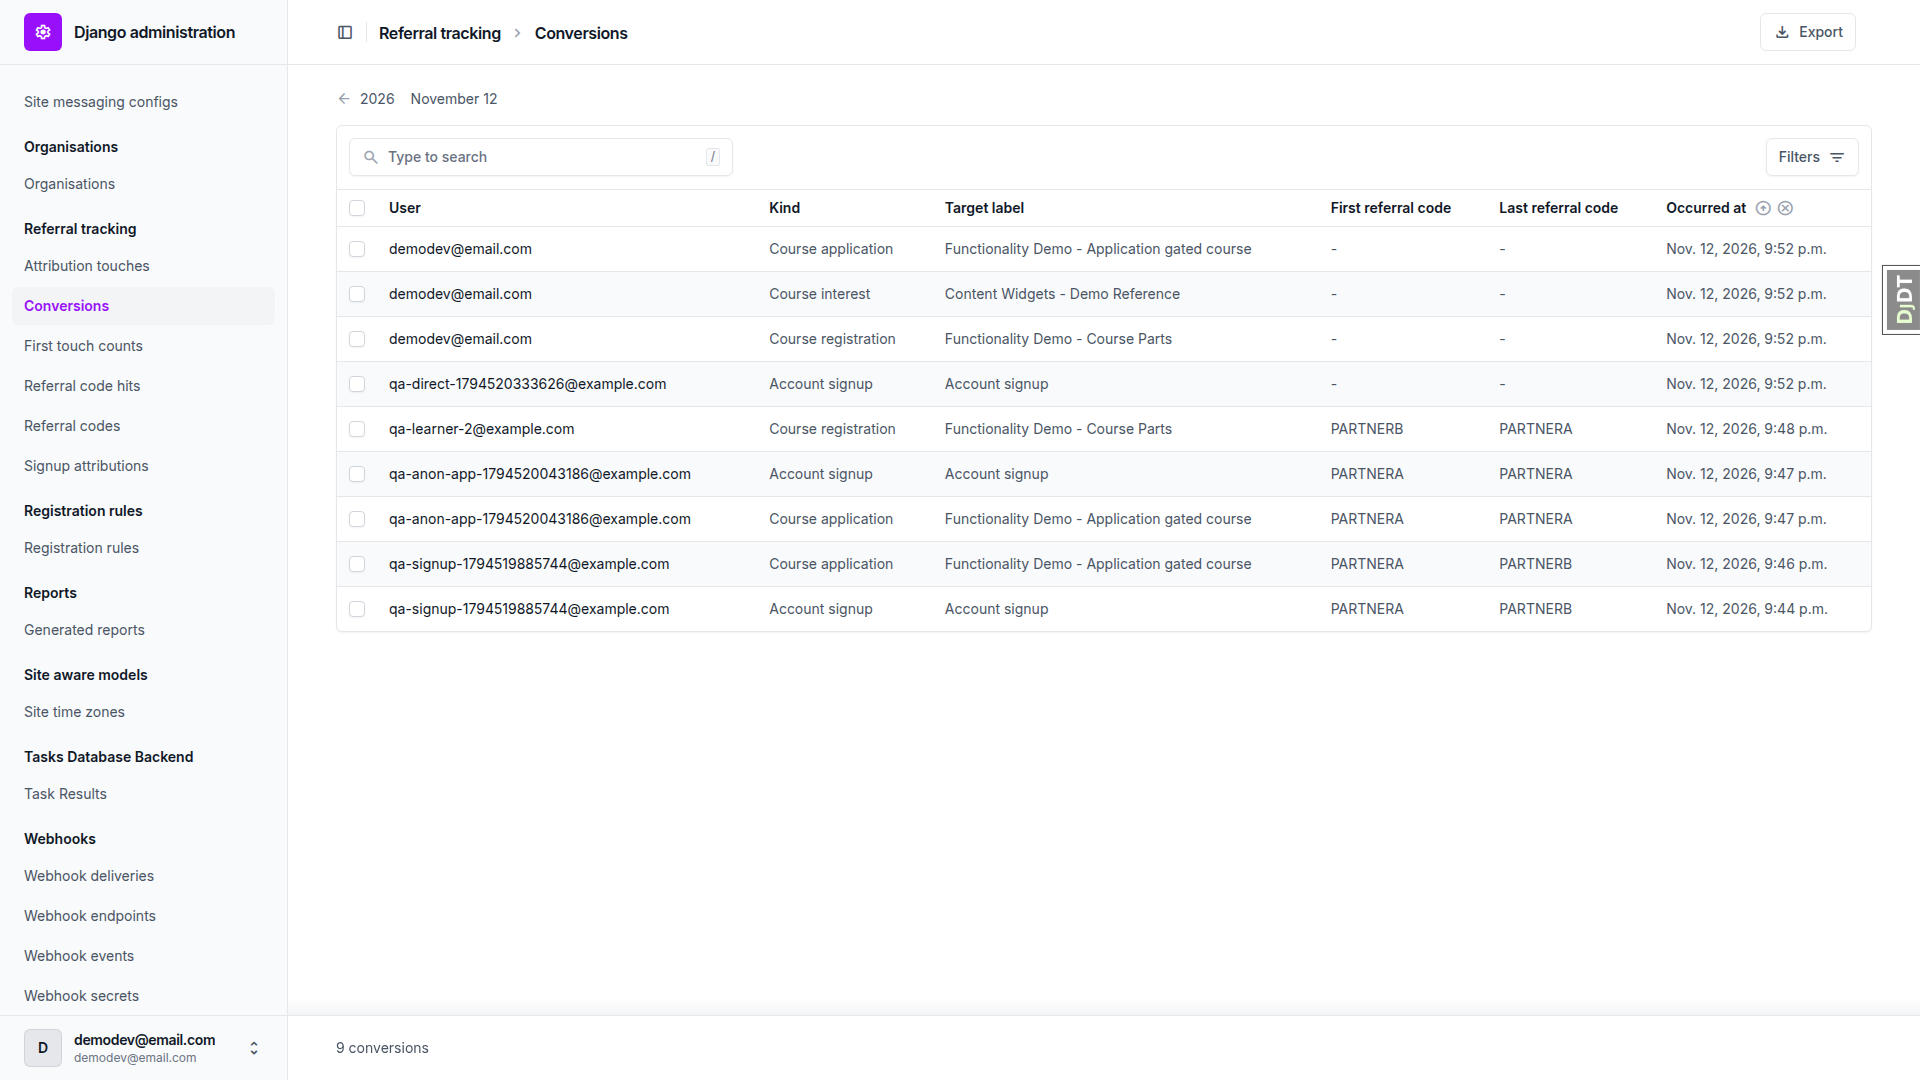 Django administration
Site messaging configs
Organisations
Organisations
Referral tracking
Attribution touches
Conversions
First touch counts
Referral code hits
Referral codes
Signup attributions
Registration rules
Registration rules
Reports
Generated reports
Site aware models
Site time zones
Tasks Database Backend
Task Results
Webhooks
Webhook deliveries
Webhook endpoints
Webhook events
Webhook secrets
D demodev@email.com
demodev@email.com
Referral tracking > Conversions
Export
← 2026 November 12
Type to search /
Filters
User Kind Target label First referral code Last referral code Occurred at
demodev@email.com Course application Functionality Demo - Application gated course - - Nov. 12, 2026, 9:52 p.m.
demodev@email.com Course interest Content Widgets - Demo Reference - - Nov. 12, 2026, 9:52 p.m.
demodev@email.com Course registration Functionality Demo - Course Parts - - Nov. 12, 2026, 9:52 p.m.
qa-direct-1794520333626@example.com Account signup Account signup - - Nov. 12, 2026, 9:52 p.m.
qa-learner-2@example.com Course registration Functionality Demo - Course Parts PARTNERB PARTNERA Nov. 12, 2026, 9:48 p.m.
qa-anon-app-1794520043186@example.com Account signup Account signup PARTNERA PARTNERA Nov. 12, 2026, 9:47 p.m.
qa-anon-app-1794520043186@example.com Course application Functionality Demo - Application gated course PARTNERA PARTNERA Nov. 12, 2026, 9:47 p.m.
qa-signup-1794519885744@example.com Course application Functionality Demo - Application gated course PARTNERA PARTNERB Nov. 12, 2026, 9:46 p.m.
qa-signup-1794519885744@example.com Account signup Account signup PARTNERA PARTNERB Nov. 12, 2026, 9:44 p.m.
DjDT
9 conversions